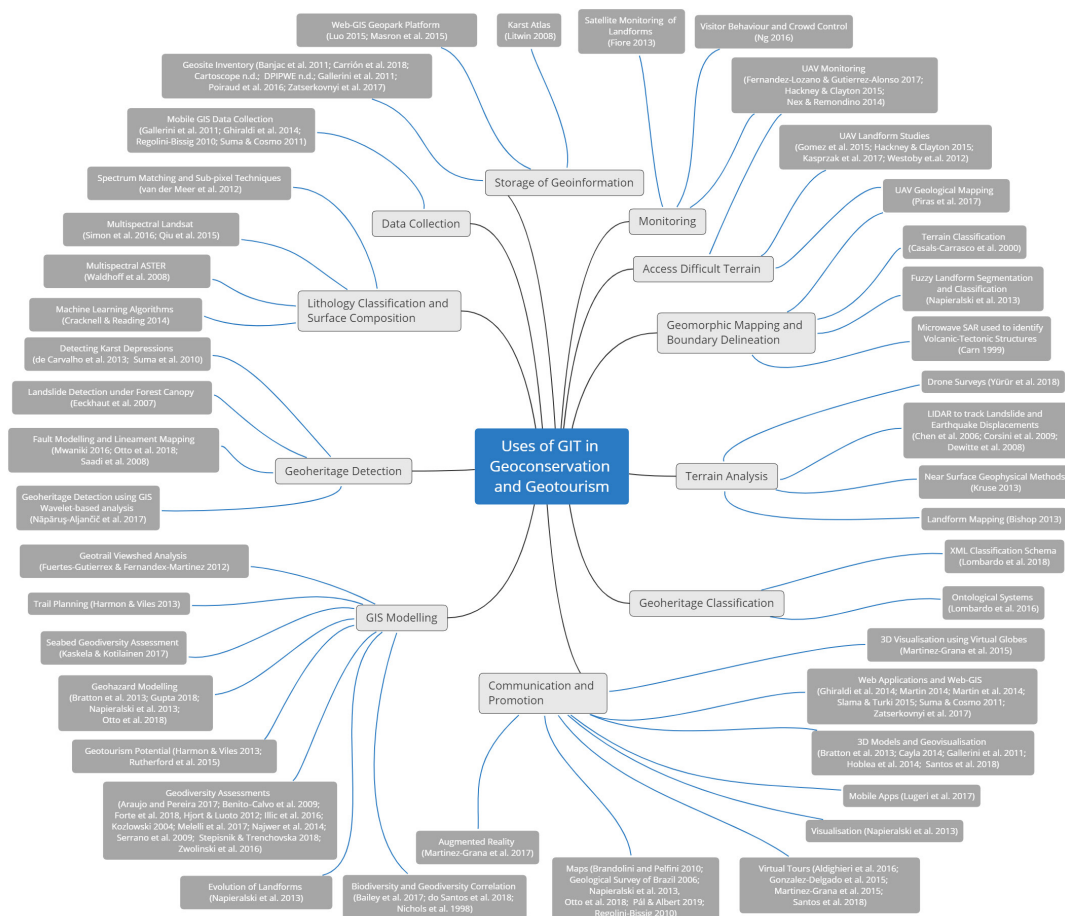 Web-GIS Geopark Platform
(Luo 2015; Masron et al. 2015)
Karst Atlas
(Litwin 2008)
Satellite Monitoring of
Landforms
(Fiore 2013)
Visitor Behaviour and Crowd Control
(Ng 2016)
Geosite Inventory (Banjac et al. 2011; Carrión et al. 2018;
Cartoscope n.d.; DPIPWE n.d.; Gallerini et al. 2011;
Poiraud et al. 2016; Zatserkovnyi et al. 2017)
UAV Monitoring
(Fernandez-Lozano & Gutierrez-Alonso 2017;
Hackney & Clayton 2015;
Nex & Remondino 2014)
Mobile GIS Data Collection
(Gallerini et al. 2011; Ghiraldi et al. 2014;
Regolini-Bissig 2010; Suma & Cosmo 2011)
UAV Landform Studies
(Gomez et al. 2015; Hackney & Clayton 2015;
Kasprzak et al. 2017; Westoby et.al. 2012)
Spectrum Matching and Sub-pixel Techniques
(van der Meer et al. 2012)
Storage of Geoinformation
UAV Geological Mapping
(Piras et al. 2017)
Data Collection
Monitoring
Multispectral Landsat
(Simon et al. 2016; Qiu et al. 2015)
Terrain Classification
(Casals-Carrasco et al. 2000)
Multispectral ASTER
(Waldhoff et al. 2008)
Access Difficult Terrain
Fuzzy Landform Segmentation
and Classification
(Napieralski et al. 2013)
Lithology Classification and
Surface Composition
Machine Learning Algorithms
(Cracknell & Reading 2014)
Geomorphic Mapping and
Boundary Delineation
Microwave SAR used to identify
Volcanic-Tectonic Structures
(Carn 1999)
Detecting Karst Depressions
(de Carvalho et al. 2013; Suma et al. 2010)
Drone Surveys (Yürür et al. 2018)
Landslide Detection under Forest Canopy
(Eeckhaut et al. 2007)
LIDAR to track Landslide and
Earthquake Displacements
(Chen et al. 2006; Corsini et al. 2009;
Dewitte et al. 2008)
Fault Modelling and Lineament Mapping
(Mwaniki 2016; Otto et al. 2018;
Saadi et al. 2008)
Geoheritage Detection
Uses of GIT in
Geoconservation
and Geotourism
Terrain Analysis
Near Surface Geophysical Methods
(Kruse 2013)
Geoheritage Detection using GIS
Wavelet-based analysis
(Năpăruş-Aljančič et al. 2017)
Landform Mapping (Bishop 2013)
Geotrail Viewshed Analysis
(Fuertes-Gutierrex & Fernandex-Martinez 2012)
XML Classification Schema
(Lombardo et al. 2018)
Trail Planning (Harmon & Viles 2013)
GIS Modelling
Geoheritage Classification
Ontological Systems
(Lombardo et al. 2016)
Seabed Geodiversity Assessment
(Kaskela & Kotilainen 2017)
3D Visualisation using Virtual Globes
(Martinez-Grana et al. 2015)
Geohazard Modelling
(Bratton et al. 2013; Gupta 2018;
Napieralski et al. 2013;
Otto et al. 2018)
Communication and
Promotion
Web Applications and Web-GIS
(Ghiraldi et al. 2014; Martin 2014; Martin et al. 2014;
Slama & Turki 2015; Suma & Cosmo 2011;
Zatserkovnyi et al. 2017)
Geotourism Potential (Harmon & Viles 2013;
Rutherford et al. 2015)
3D Models and Geovisualisation
(Bratton et al. 2013; Cayla 2014; Gallerini et al. 2011;
Hoblea et al. 2014; Santos et al. 2018)
Geodiversity Assessments
(Araujo and Pereira 2017; Benito-Calvo et al. 2009;
Forte et al. 2018, Hjort & Luoto 2012; Illic et al. 2016;
Kozlowski 2004; Melelli et al. 2017; Najwer et al. 2014;
Serrano et al. 2009; Stepisnik & Trenchovska 2018;
Zwolinski et al. 2016)
Mobile Apps (Lugeri et al. 2017)
Visualisation (Napieralski et al. 2013)
Augmented Reality
(Martinez-Grana et al. 2017)
Evolution of Landforms
(Napieralski et al. 2013)
Biodiversity and Geodiversity Correlation
(Bailey et al. 2017; do Santos et al. 2018;
Nichols et al. 1998)
Maps (Brandolini and Pelfini 2010;
Geological Survey of Brazil 2006;
Napieralski et al. 2013,
Otto et al. 2018; Pál & Albert 2019;
Regolini-Bissig 2010)
Virtual Tours (Aldighieri et al. 2016;
Gonzalez-Delgado et al. 2015;
Martinez-Grana et al. 2015;
Santos et al. 2018)